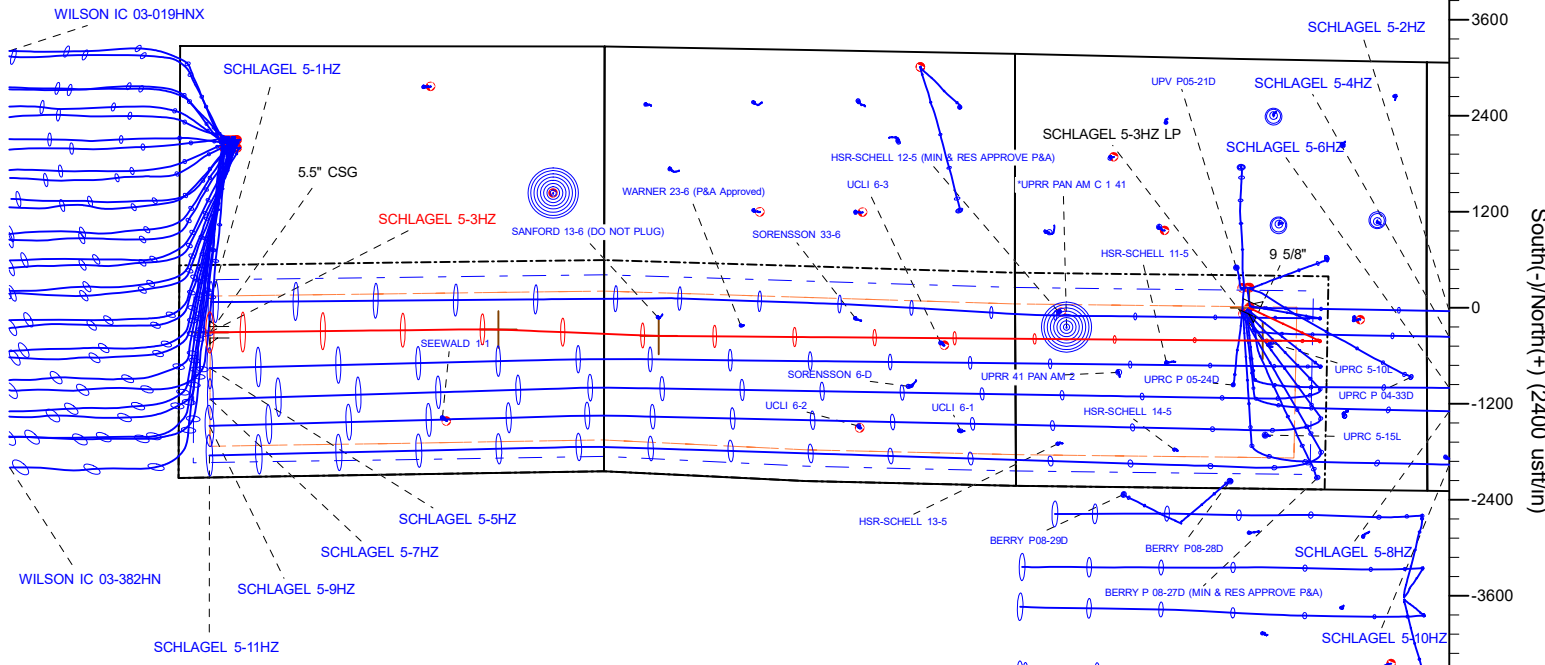 WILSON IC 03-019HNX
SCHLAGEL 5-2HZ
3600
SCHLAGEL 5-1HZ
UPV P05-21D
SCHLAGEL 5-4HZ
2400
SCHLAGEL 5-3HZ LP
SCHLAGEL 5-6HZ
HSR-SCHELL 12-5 (MIN & RES APPROVE P&A)
5.5" CSG
UCLI 6-3
*UPRR PAN AM C 1 41
WARNER 23-6 (P&A Approved)
SCHLAGEL 5-3HZ
1200
SANFORD 13-6 (DO NOT PLUG)
SORENSSON 33-6
HSR-SCHELL 11-5
9 5/8"
South(-)/North(+) (2400 usft/in)
0
SEEWALD 1-1
SORENSSON 6-D
UPRR 41 PAN AM 2
UPRC P 05-24D
UPRC 5-10L
UPRC P 04-33D
-1200
UCLI 6-2
UCLI 6-1
HSR-SCHELL 14-5
UPRC 5-15L
L
-2400
SCHLAGEL 5-5HZ
HSR-SCHELL 13-5
BERRY P08-29D
BERRY P08-28D
SCHLAGEL 5-7HZ
SCHLAGEL 5-8HZ
WILSON IC 03-382HN
SCHLAGEL 5-9HZ
BERRY P 08-27D (MIN & RES APPROVE P&A)
-3600
SCHLAGEL 5-10HZ
SCHLAGEL 5-11HZ